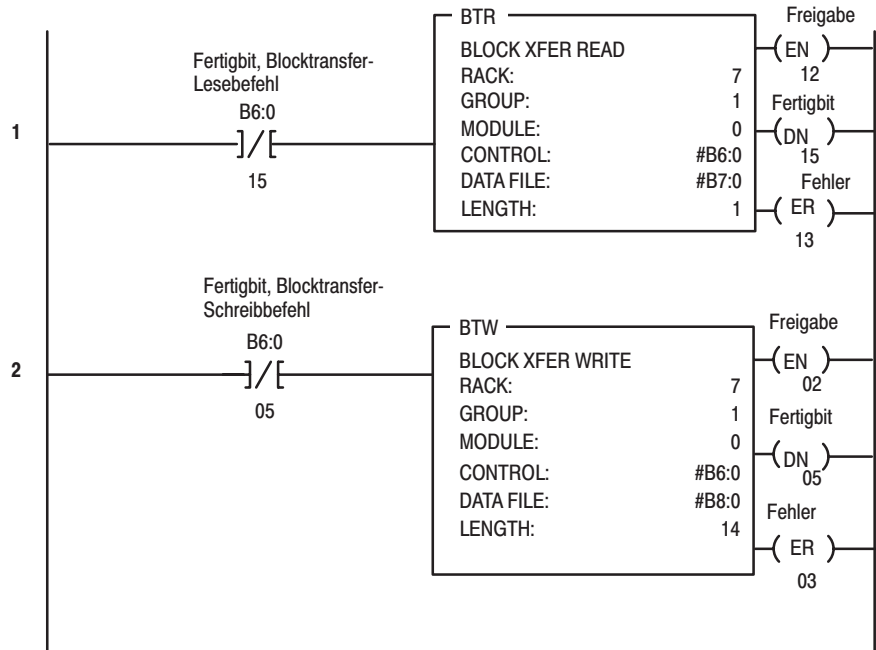 BTR
Freigabe
Fertigbit, Blocktransfer-
Lesebefehl
B6:0
]/[
15
1
BLOCK XFER READ
RACK: 7
GROUP: 1
MODULE: 0
CONTROL: #B6:0
DATA FILE: #B7:0
LENGTH: 1
(EN)
12
Fertigbit
(DN)
15
Fehler
(ER)
13
Fertigbit, Blocktransfer-
Schreibbefehl
B6:0
]/[
05
2
BTW
Freigabe
BLOCK XFER WRITE
RACK: 7
GROUP: 1
MODULE: 0
CONTROL: #B6:0
DATA FILE: #B8:0
LENGTH: 14
(EN)
02
Fertigbit
(DN)
05
Fehler
(ER)
03